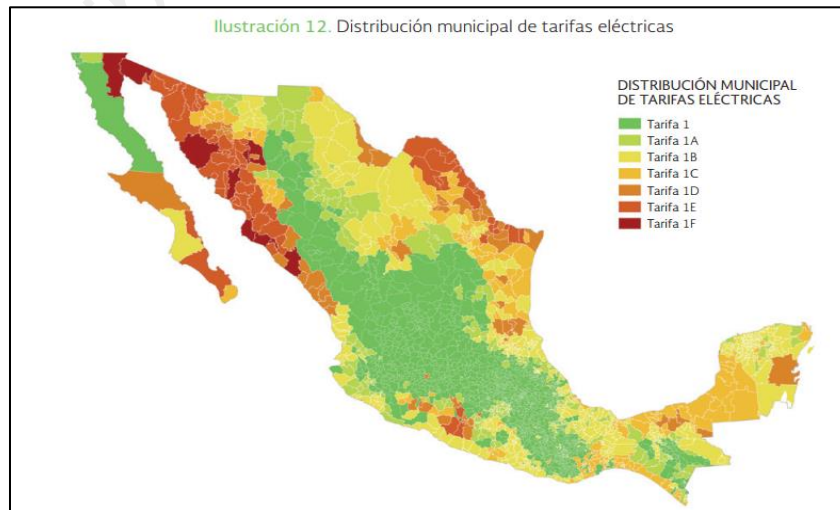 Ilustración 12. Distribución municipal de tarifas eléctricas
DISTRIBUCIÓN MUNICIPAL
DE TARIFAS ELÉCTRICAS
Tarifa 1
Tarifa 1A
Tarifa 1B
Tarifa 1C
Tarifa 1D
Tarifa 1E
Tarifa 1F